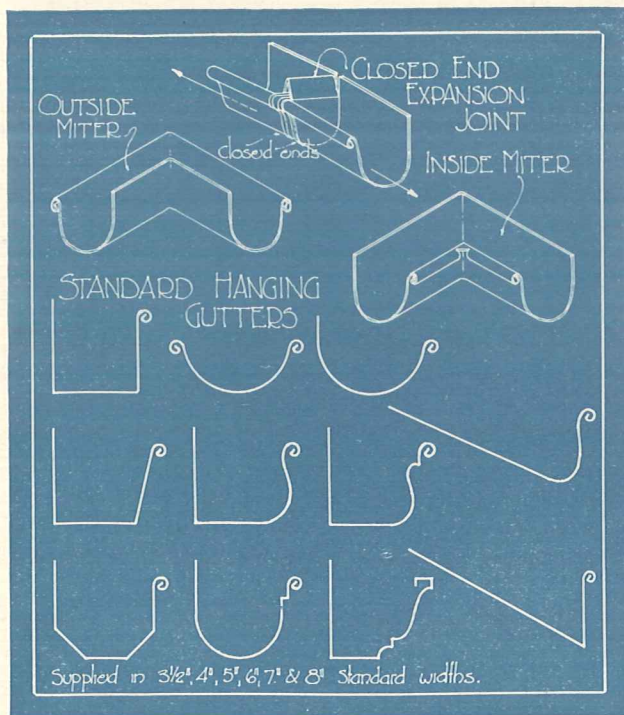 CLOSED END
EXPANSION
JOINT
OUTSIDE
MITER
closed ends
INSIDE MITER
STANDARD HANGING
GUTTERS
Supplied in 3½", 4", 5", 6", 7" & 8" Standard widths.